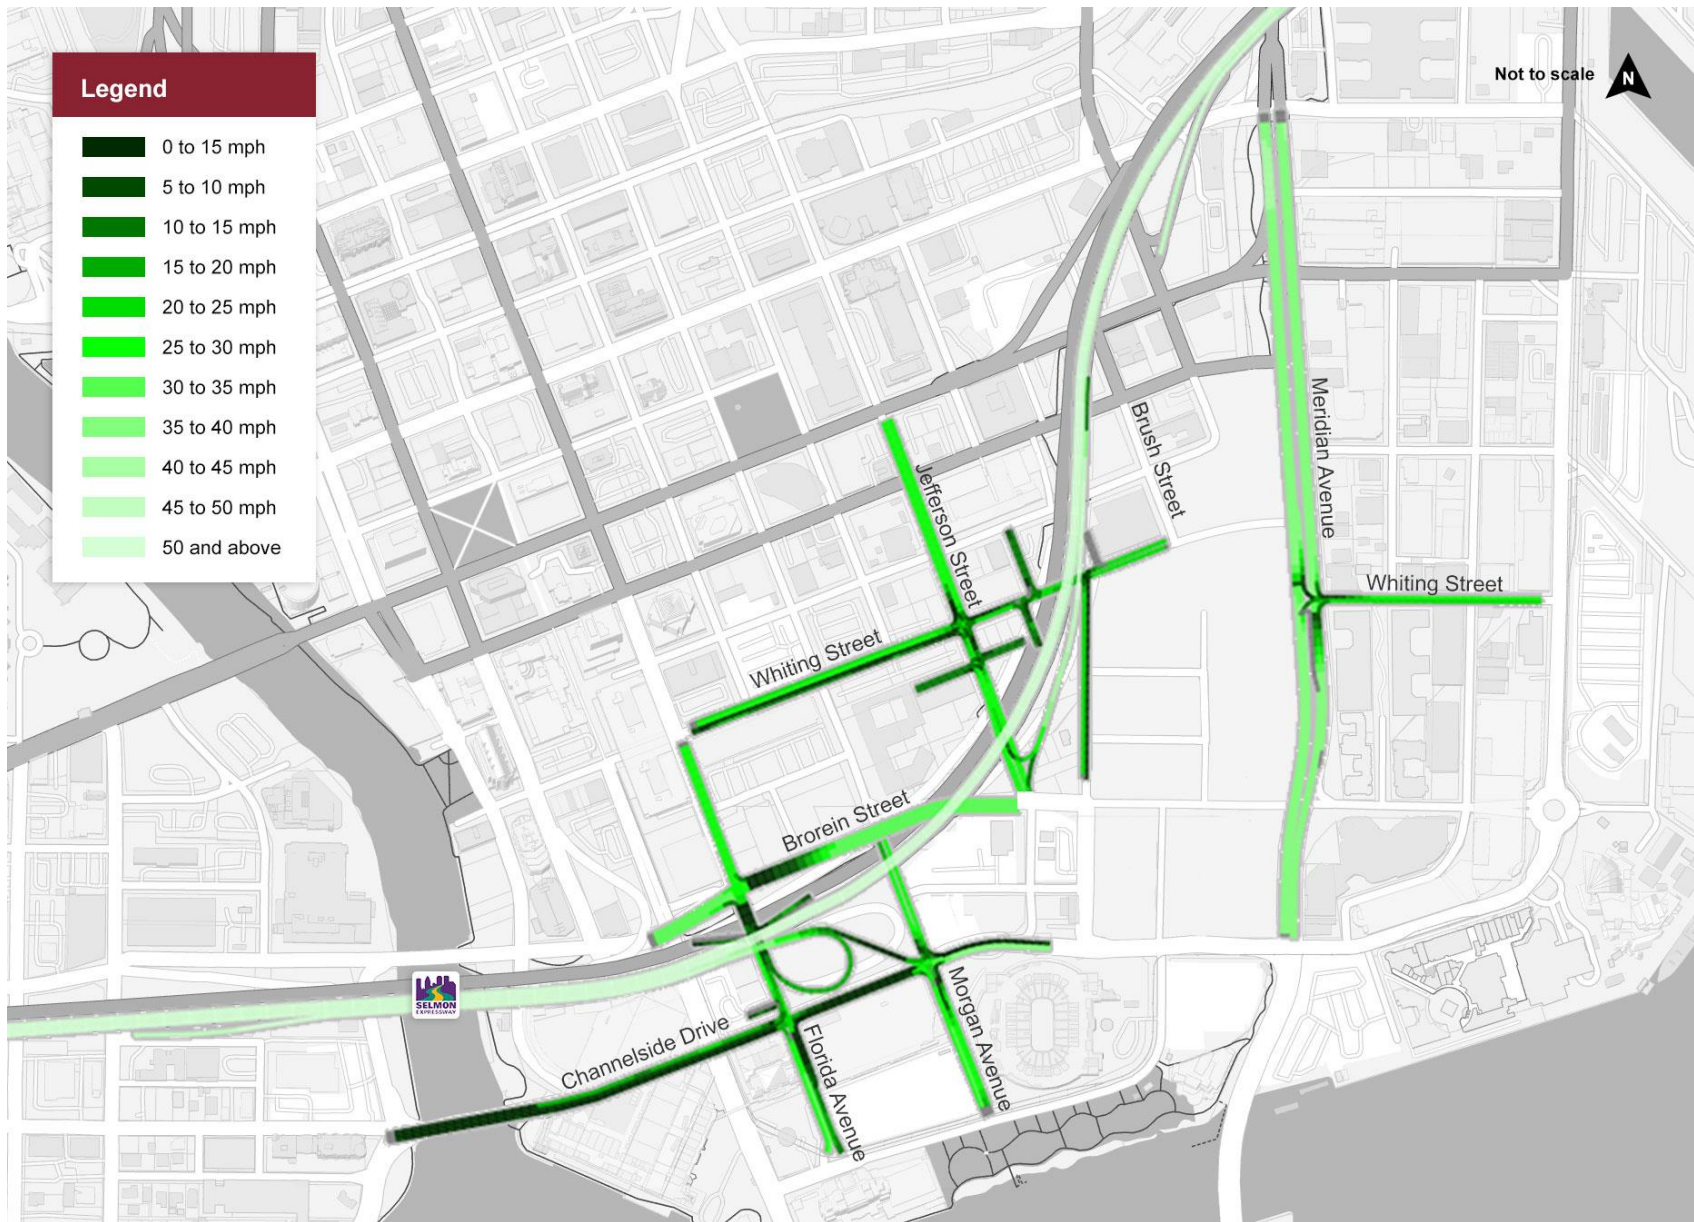 Legend
0 to 15 mph
5 to 10 mph
10 to 15 mph
15 to 20 mph
20 to 25 mph
25 to 30 mph
30 to 35 mph
35 to 40 mph
40 to 45 mph
45 to 50 mph
50 and above
Not to scale
N
Brush Street
Meridian Avenue
Jefferson Street
Whiting Street
Whiting Street
Brorein Street
SELMON
EXPRESSWAY
Channelside Drive
Florida Avenue
Morgan Avenue